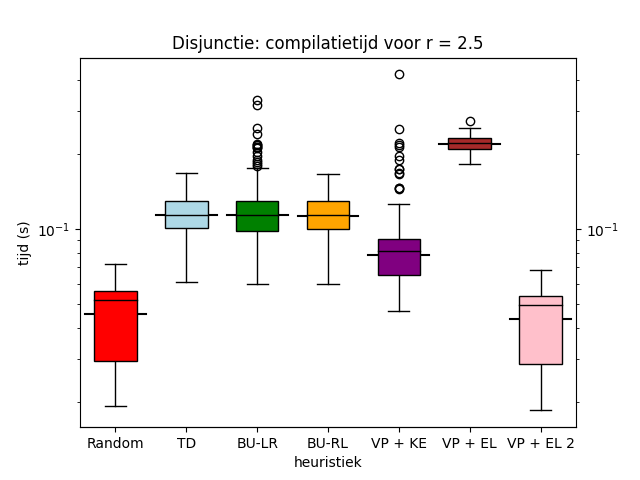 Disjunctie: compilatietijd voor r = 2.5
tijd (s)
10⁻¹
10⁻¹
Random TD BU-LR BU-RL VP + KE VP + EL VP + EL 2
heuristiek